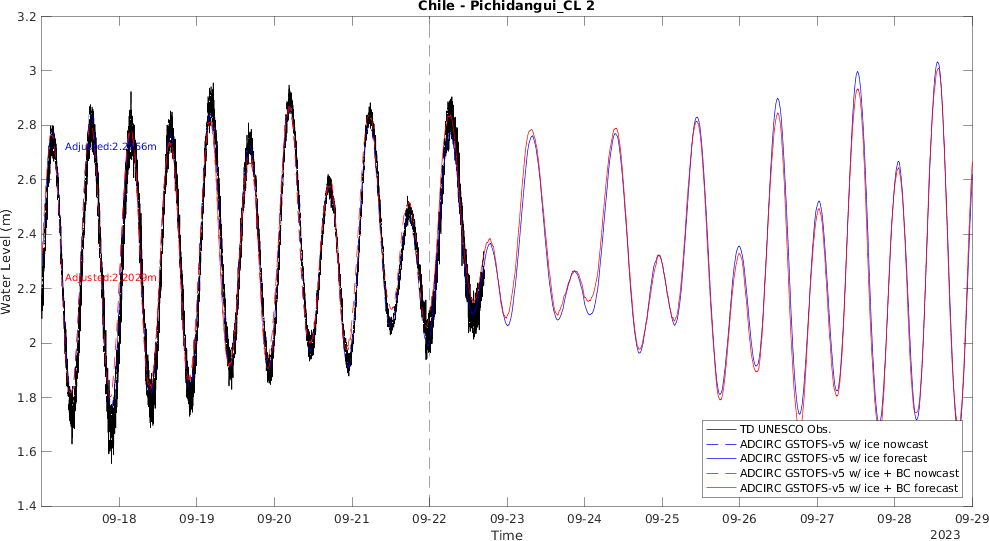 Chile - Pichidangui_CL 2
3.2
3
2.8
2.6
2.4
2.2
2
1.8
1.6
1.4
Water Level (m)
Adjusted:2.2029m
TD UNESCO Obs.
ADCIRC GSTOFS-v5 w/ ice nowcast
ADCIRC GSTOFS-v5 w/ ice forecast
ADCIRC GSTOFS-v5 w/ ice + BC nowcast
ADCIRC GSTOFS-v5 w/ ice + BC forecast
09-18
09-19
09-20
09-21
09-22
09-23
09-24
09-25
09-26
09-27
09-28
09-29
Time
2023